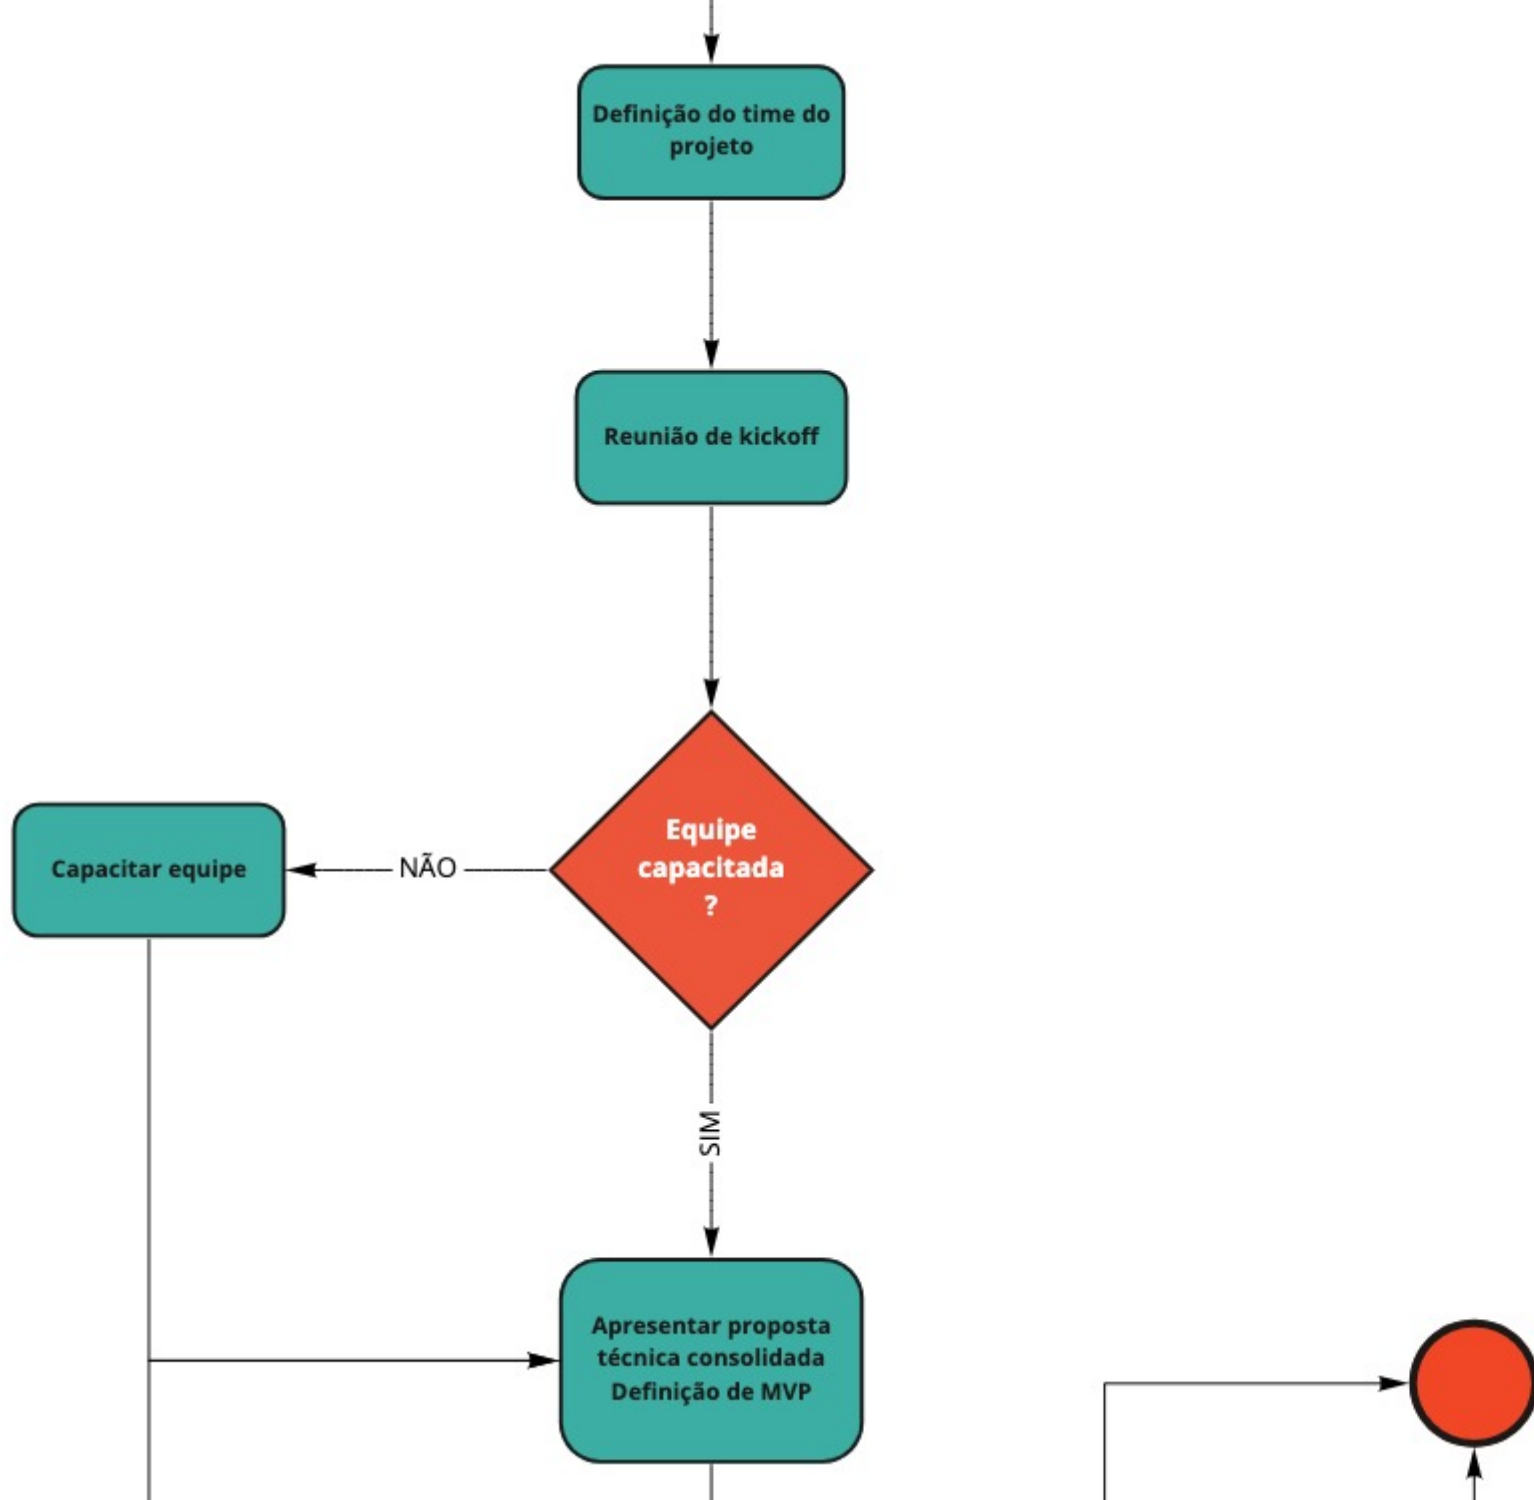 Definição do time do
projeto
Reunião de kickoff
Equipe
capacitada
?
NÃO
Capacitar equipe
SIM
Apresentar proposta
técnica consolidada
Definição de MVP